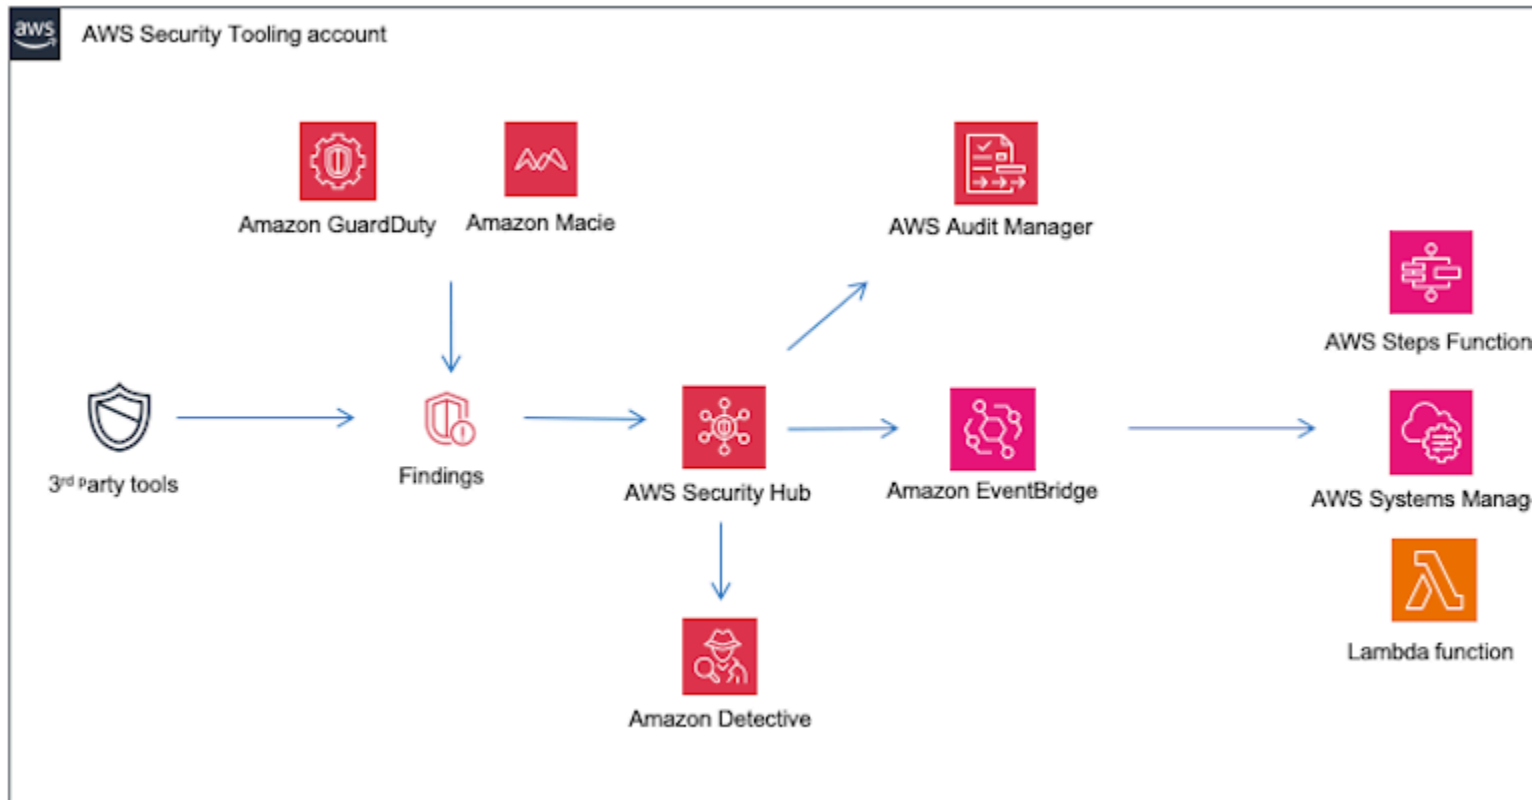 aws
AWS Security Tooling account
Amazon GuardDuty
Amazon Macie
AWS Audit Manager
AWS Steps Function
3rd Party tools
Findings
AWS Security Hub
Amazon EventBridge
AWS Systems Manag
Lambda function
Amazon Detective